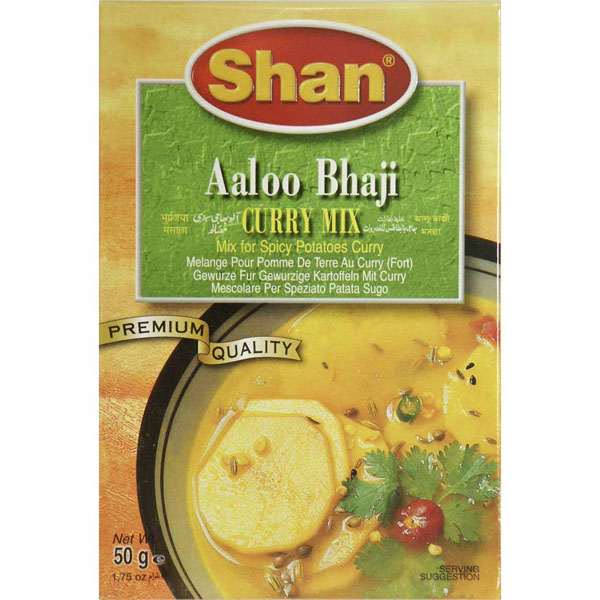 Shan®
Aaloo Bhaji
CURRY MIX
Mix for Spicy Potatoes Curry
Melange Pour Pomme De Terre Au Curry (Fort)
Gewürze Fur Gewurzige Kartoffeln Mit Curry
Mescolare Per Speziato Patata Sugo
PREMIUM
QUALITY
Net Wt.
50 g e
1.75 oz
SERVING
SUGGESTION